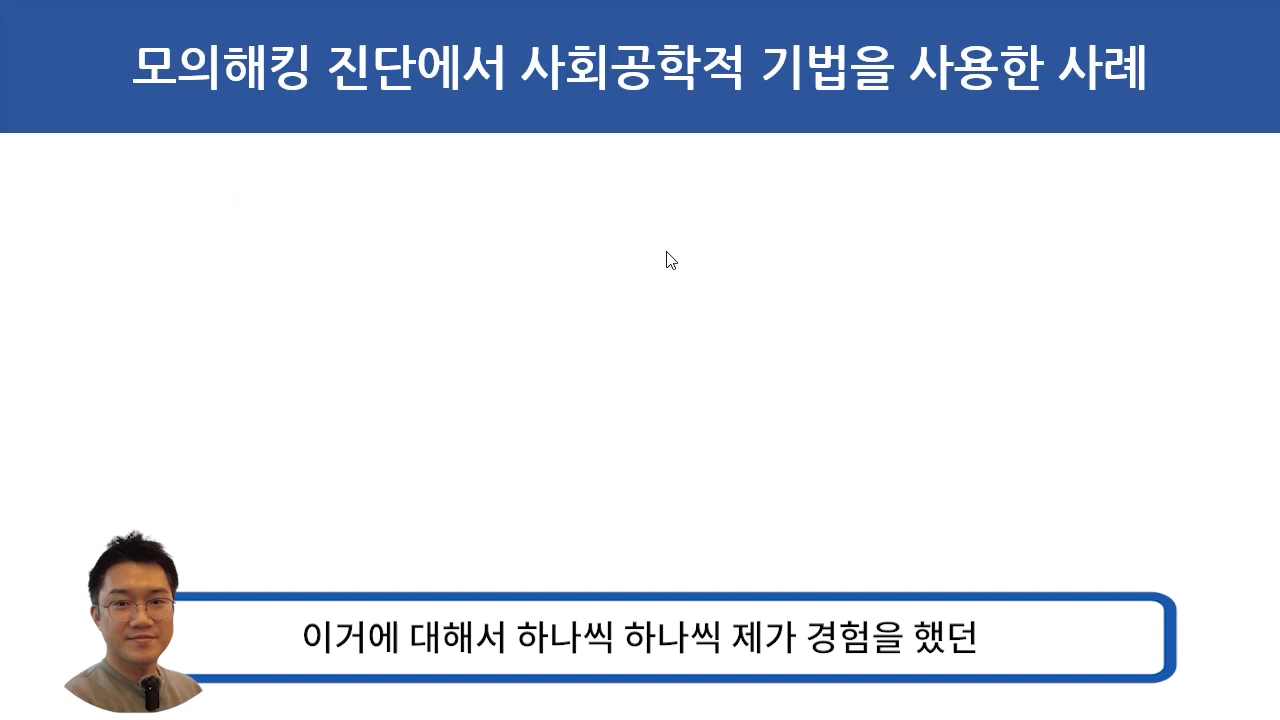 모의해킹 진단에서 사회공학적 기법을 사용한 사례
이거에 대해서 하나씩 하나씩 제가 경험을 했던